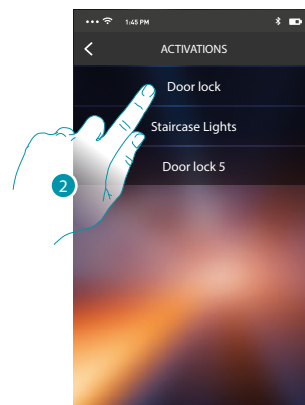 1:45 PM
ACTIVATIONS
Door lock
Staircase Lights
2
Door lock 5